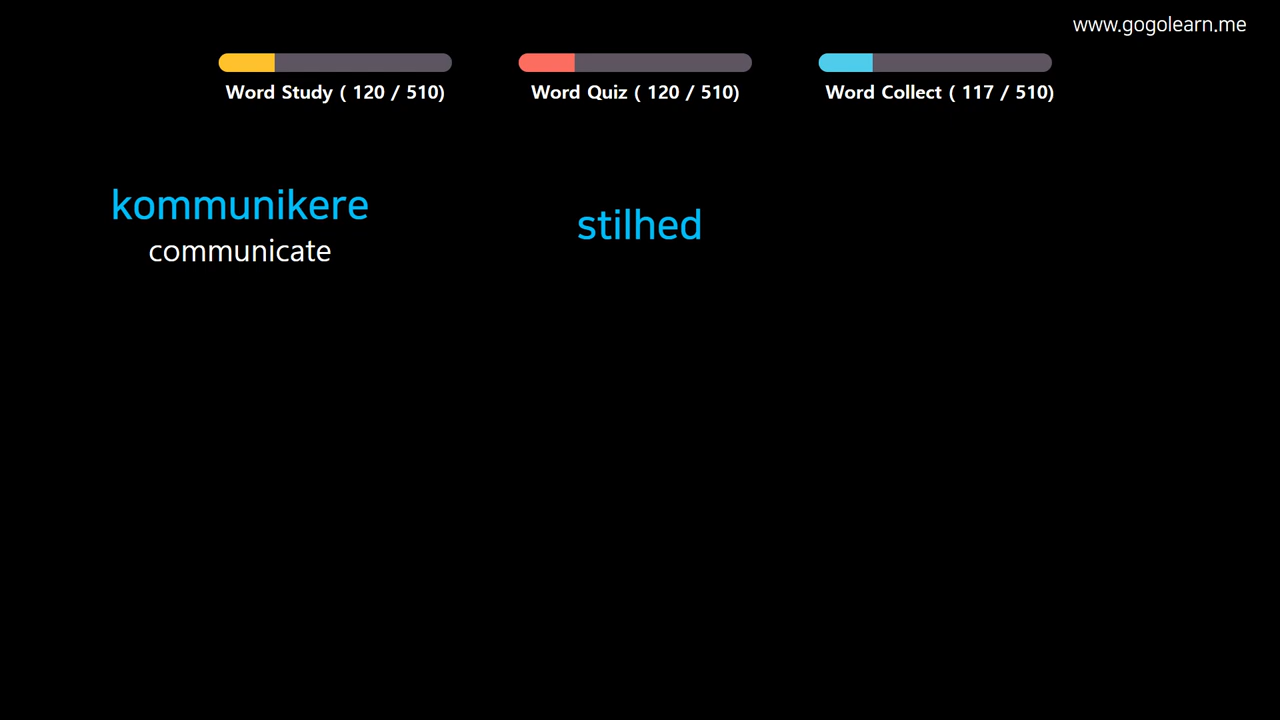 www.gogolearn.me
Word Study ( 120 / 510)
Word Quiz ( 120 / 510)
Word Collect ( 117 / 510)
kommunikere
communicate
stilhed